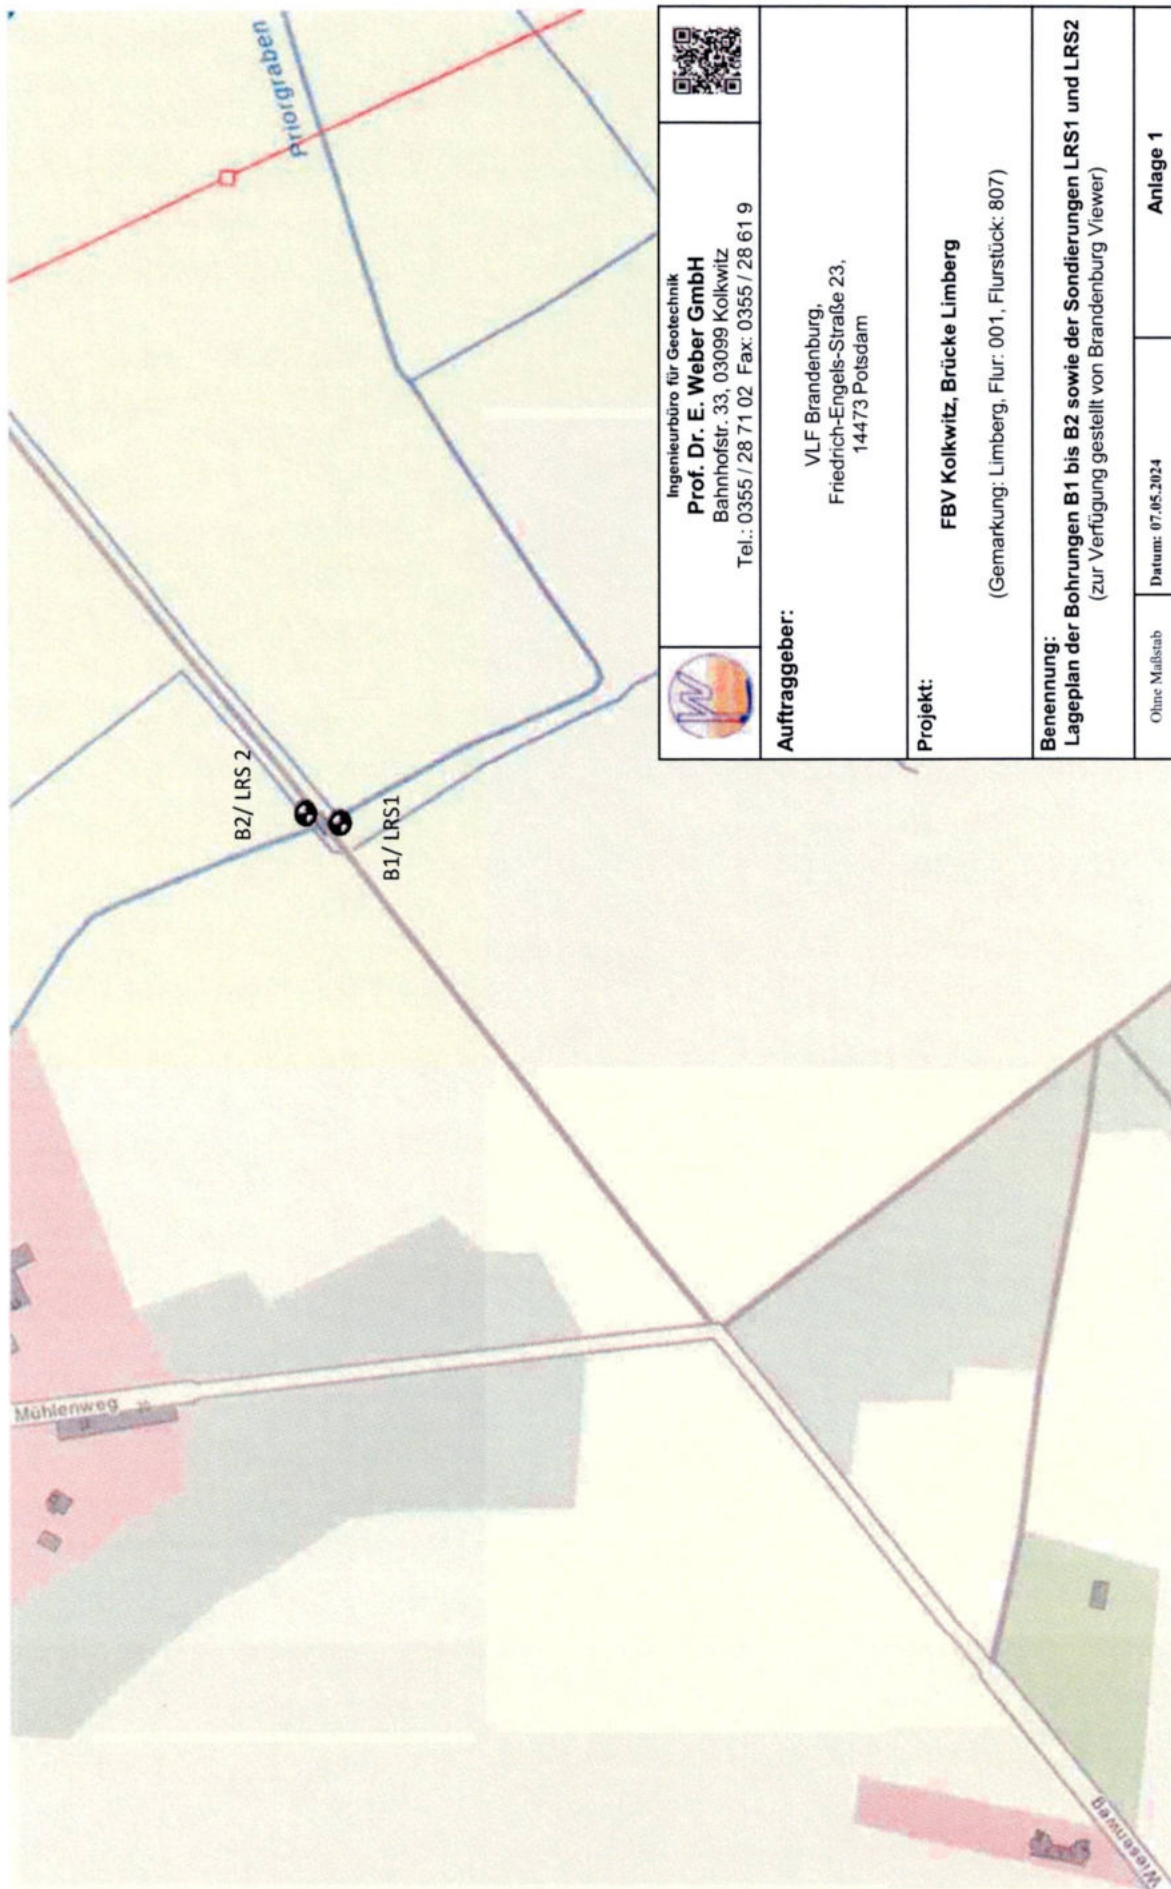 Priorgraben
B2/ LRS 2
B1/ LRS1
Mühlenweg
Wiesenweg
Ingenieurbüro für Geotechnik
Prof. Dr. E. Weber GmbH
Bahnhofstr. 33, 03099 Kolkwitz
Tel.: 0355 / 28 71 02 Fax: 0355 / 28 61 9
Auftraggeber:
VLF Brandenburg,
Friedrich-Engels-Straße 23,
14473 Potsdam
Projekt:
FBV Kolkwitz, Brücke Limberg
(Gemarkung: Limberg, Flur: 001, Flurstück: 807)
Benennung:
Lageplan der Bohrungen B1 bis B2 sowie der Sondierungen LRS1 und LRS2
(zur Verfügung gestellt von Brandenburg Viewer)
Ohne Maßstab
Datum: 07.05.2024
Anlage 1